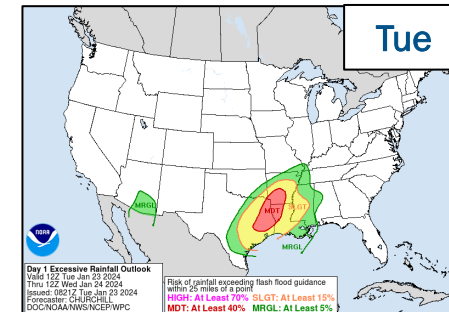 Tue
MRGL
MDT
SLGT
MRGL
NOAA
Day 1 Excessive Rainfall Outlook
Valid 12Z Tue Jan 23 2024
Thru 12Z Wed Jan 24 2024
Issued: 0821Z Tue Jan 23 2024
Forecaster: CHURCHILL
DOC/NOAA/NWS/NCEP/WPC
Risk of rainfall exceeding flash flood guidance
within 25 miles of a point
HIGH: At Least 70% SLGT: At Least 15%
MDT: At Least 40% MRGL: At Least 5%